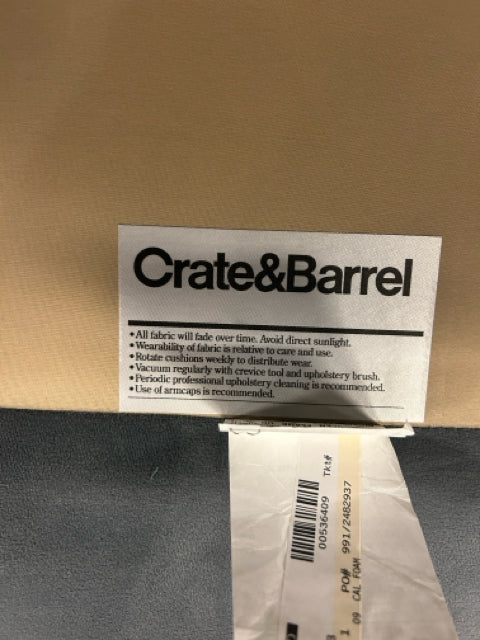 Crate&Barrel
• All fabric will fade over time. Avoid direct sunlight.
• Wearability of fabric is relative to care and use.
• Rotate cushions weekly to distribute wear.
• Vacuum regularly with crevice tool and upholstery brush.
• Periodic professional upholstery cleaning is recommended.
• Use of armcaps is recommended.
00536409 TKt#
1 PO# 991/2482937
09 CAL FOAM